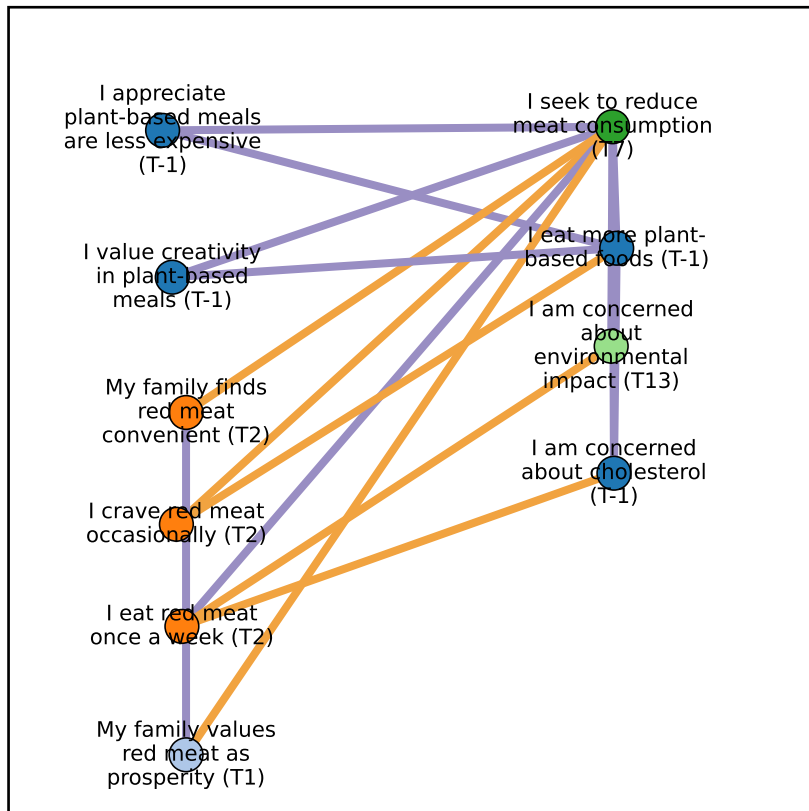 I appreciate
plant-based meals
are less expensive
(T-1)
I seek to reduce
meat consumption
(T7)
I value creativity
in plant-based
meals (T-1)
I eat more plant-
based foods (T-1)
I am concerned
about
environmental
impact (T13)
My family finds
red meat
convenient (T2)
I am concerned
about cholesterol
(T-1)
I crave red meat
occasionally (T2)
I eat red meat
once a week (T2)
My family values
red meat as
prosperity (T1)